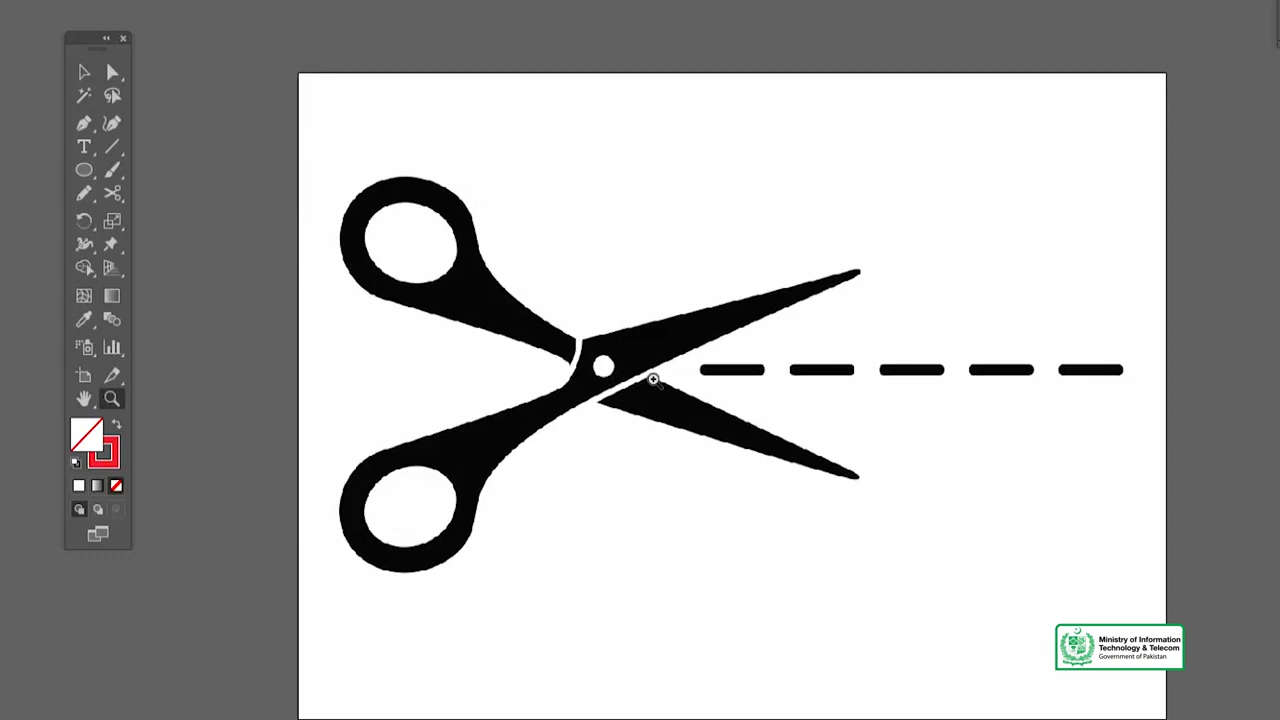 Ministry of Information
Technology & Telecom
Government of Pakistan